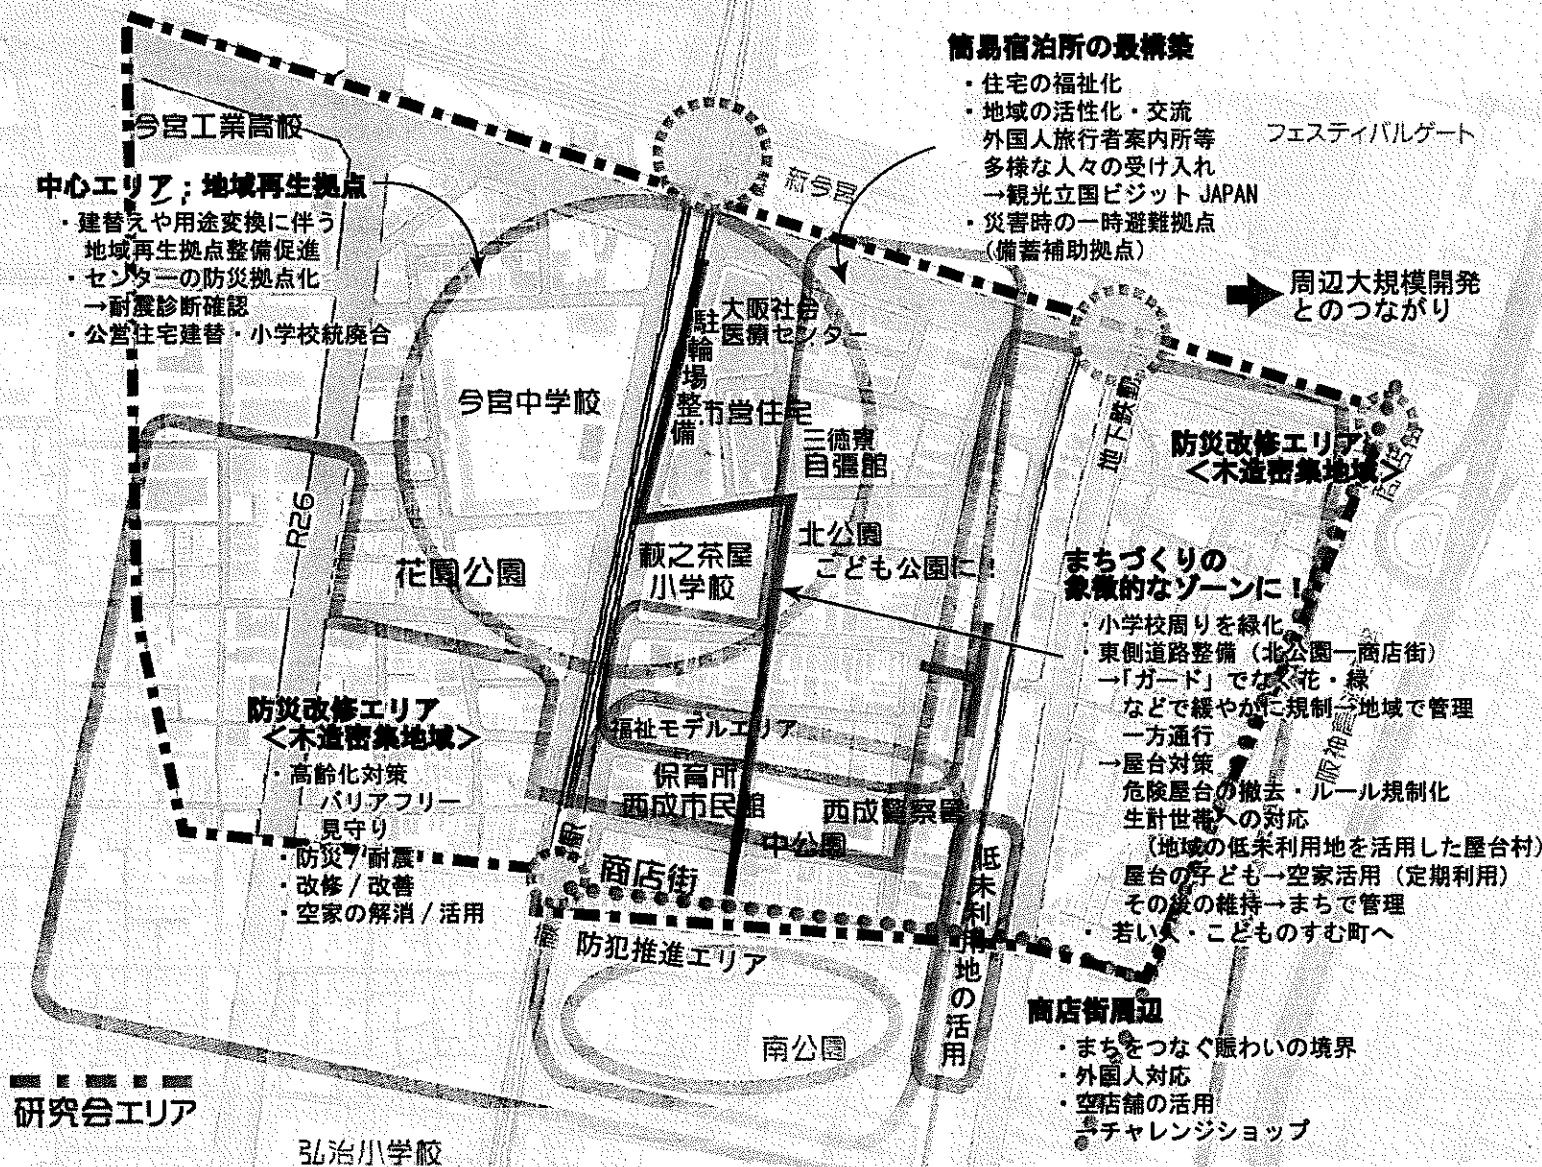 簡易宿泊所の最構築
・住宅の福祉化
・地域の活性化・交流
外国人旅行者案内所等
多様な人々の受け入れ
→観光立国ビジット JAPAN
・災害時の一時避難拠点
(備蓄補助拠点)
フェスティバルゲート
今宮工業高校
中心エリア；地域再生拠点
・建替えや用途変換に伴う
地域再生拠点整備促進
・センターの防災拠点化
→耐震診断確認
・公営住宅建替・小学校統廃合
新今宮
周辺大規模開発
とのつながり
大阪社会
医療センター
駐輪場整備
今宮中学校
市営住宅
三徳寮
自彊館
地下鉄動
防災改修エリア
＜木造密集地域＞
R26
花園公園
萩之茶屋
小学校
北公園
こども公園に！
まちづくりの
象徴的なゾーンに！
・小学校周りを緑化
・東側道路整備（北公園ー商店街）
→「ガード」でなく花・緑
などで緩やかに規制→地域で管理
一方通行
→屋台対策
危険屋台の撤去・ルール規制化
生計世帯への対応
（地域の低未利用地を活用した屋台村）
屋台の子ども→空家活用（定期利用）
その後の維持→まちで管理
・若い人・こどものすむ町へ
阪神高
防災改修エリア
＜木造密集地域＞
・高齢化対策
バリアフリー
見守り
・防災/耐震
・改修/改善
・空家の解消/活用
福祉モデルエリア
保育所
西成市民館
西成警察署
中公園
駅
商店街
低未利用地の活用
防犯推進エリア
南公園
商店街周辺
・まちをつなぐ賑わいの境界
・外国人対応
・空店舗の活用
→チャレンジショップ
研究会エリア
弘治小学校